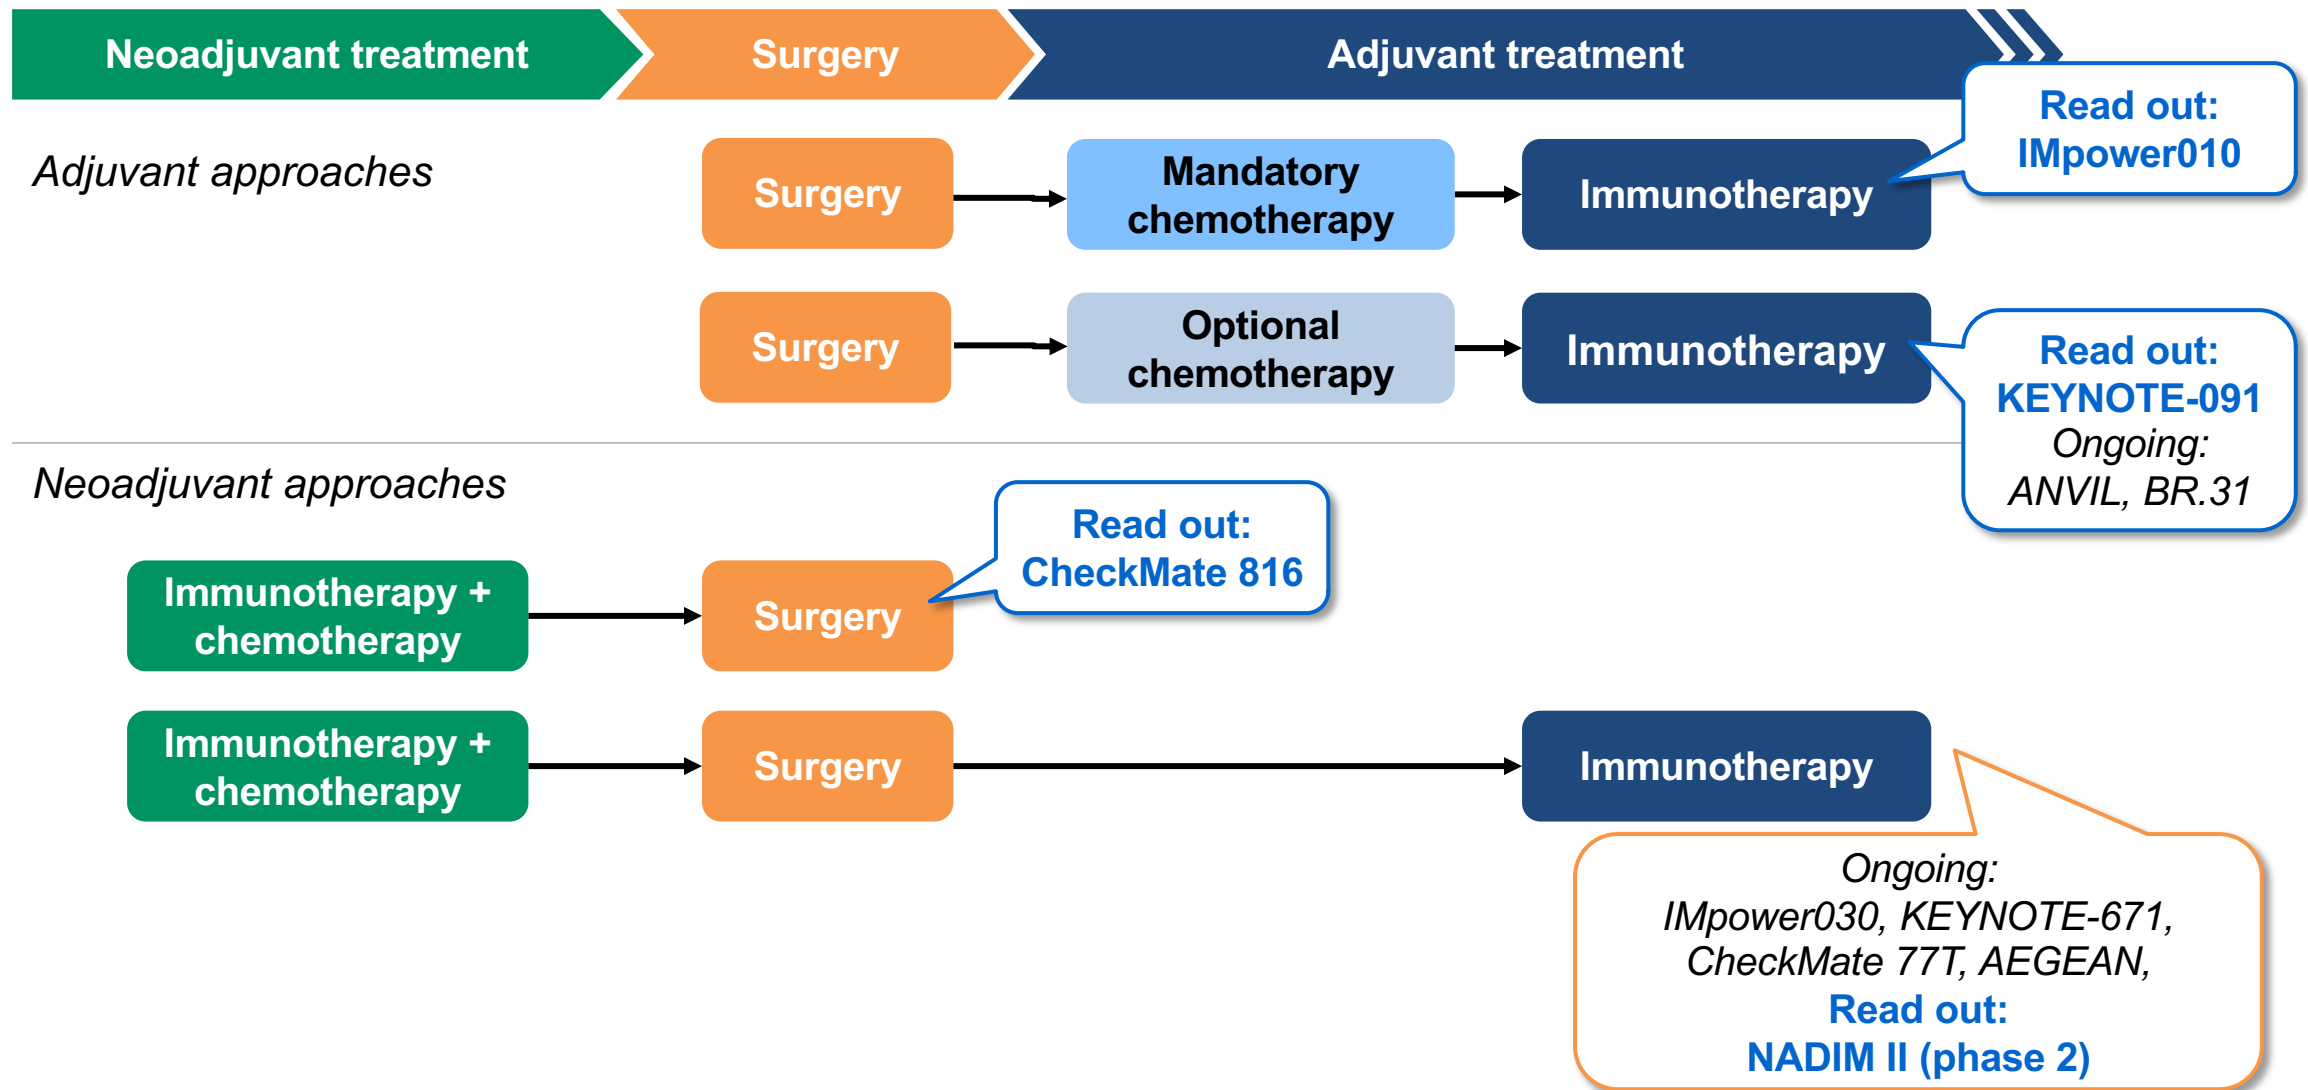 Neoadjuvant treatment
Surgery
Adjuvant treatment
Adjuvant approaches
Surgery
Mandatory
chemotherapy
Immunotherapy
Read out:
IMpower010
Surgery
Optional
chemotherapy
Immunotherapy
Read out:
KEYNOTE-091
Ongoing:
ANVIL, BR.31
Neoadjuvant approaches
Immunotherapy +
chemotherapy
Surgery
Read out:
CheckMate 816
Immunotherapy +
chemotherapy
Surgery
Immunotherapy
Ongoing:
IMpower030, KEYNOTE-671,
CheckMate 77T, AEGEAN,
Read out:
NADIM II (phase 2)